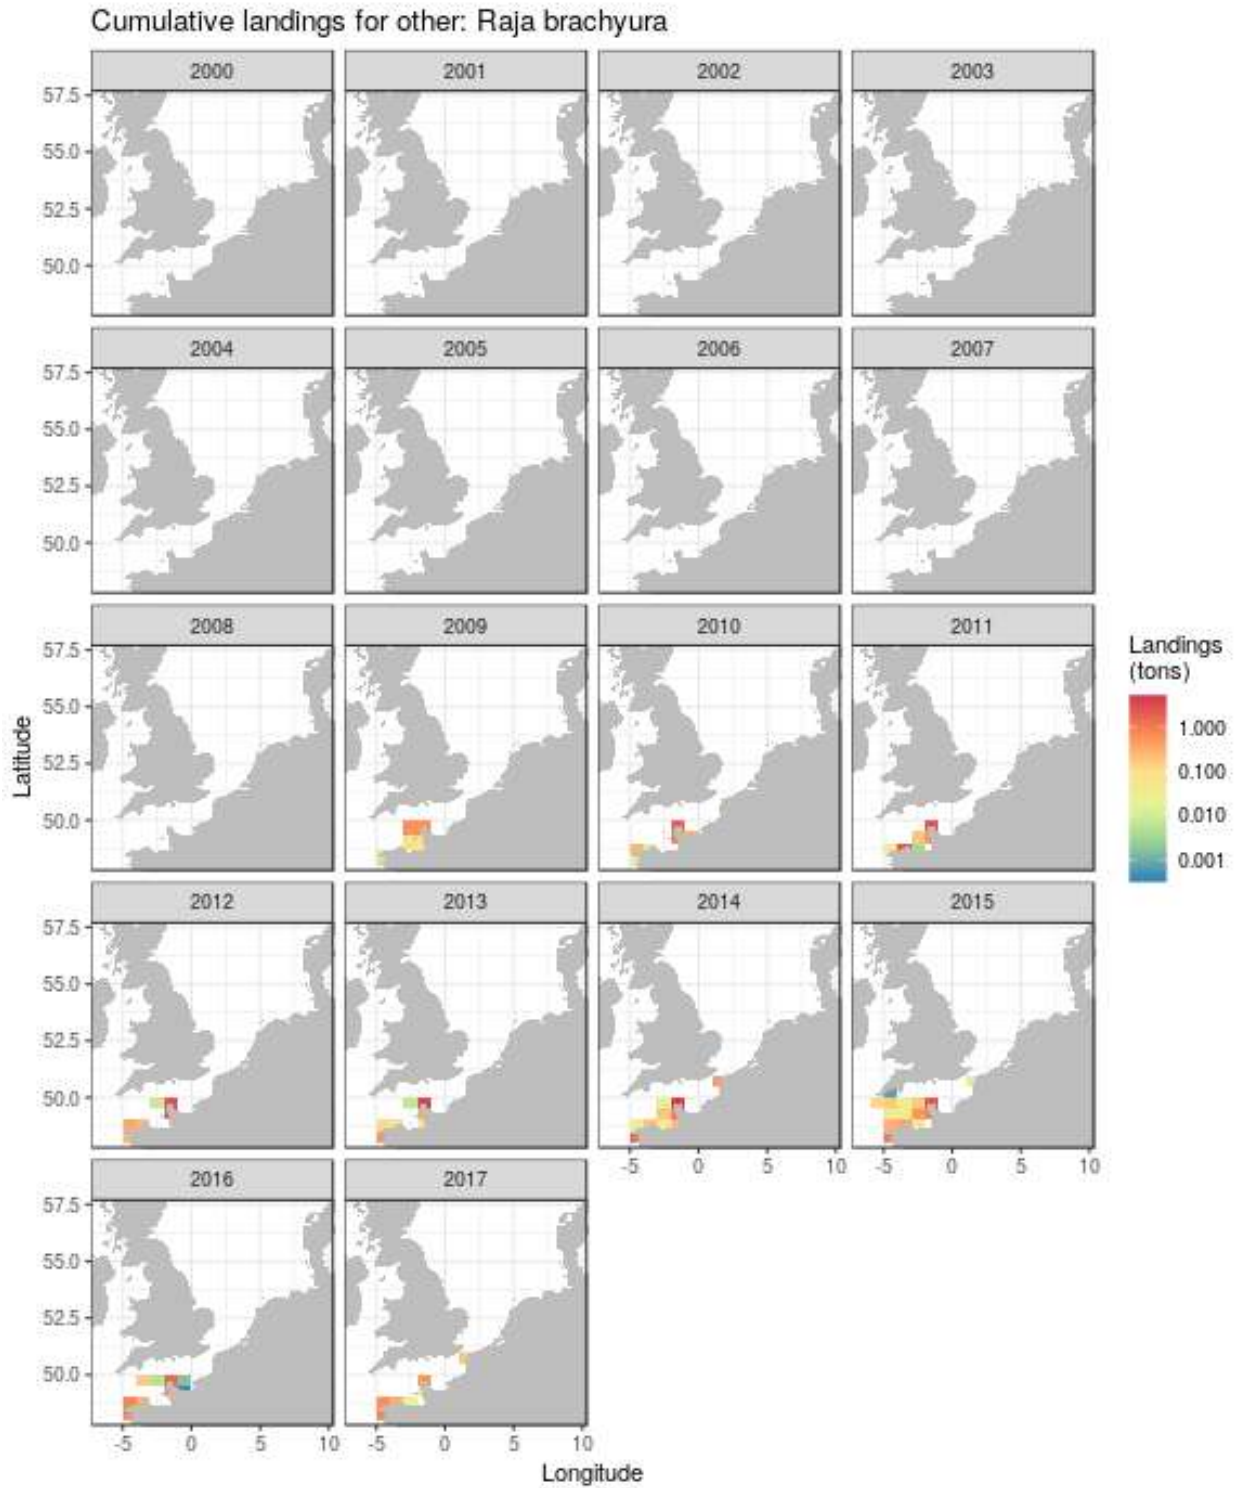 Cumulative landings for other: Raja brachyura
2000 2001 2002 2003
57.5
55.0
52.5
50.0
2004 2005 2006 2007
57.5
55.0
52.5
50.0
2008 2009 2010 2011
57.5
55.0
52.5
50.0
Landings
(tons)
1.000
0.100
0.010
0.001
Latitude
2012 2013 2014 2015
57.5
55.0
52.5
50.0
-5 0 5 10 -5 0 5 10
2016 2017
57.5
55.0
52.5
50.0
-5 0 5 10 -5 0 5 10
Longitude